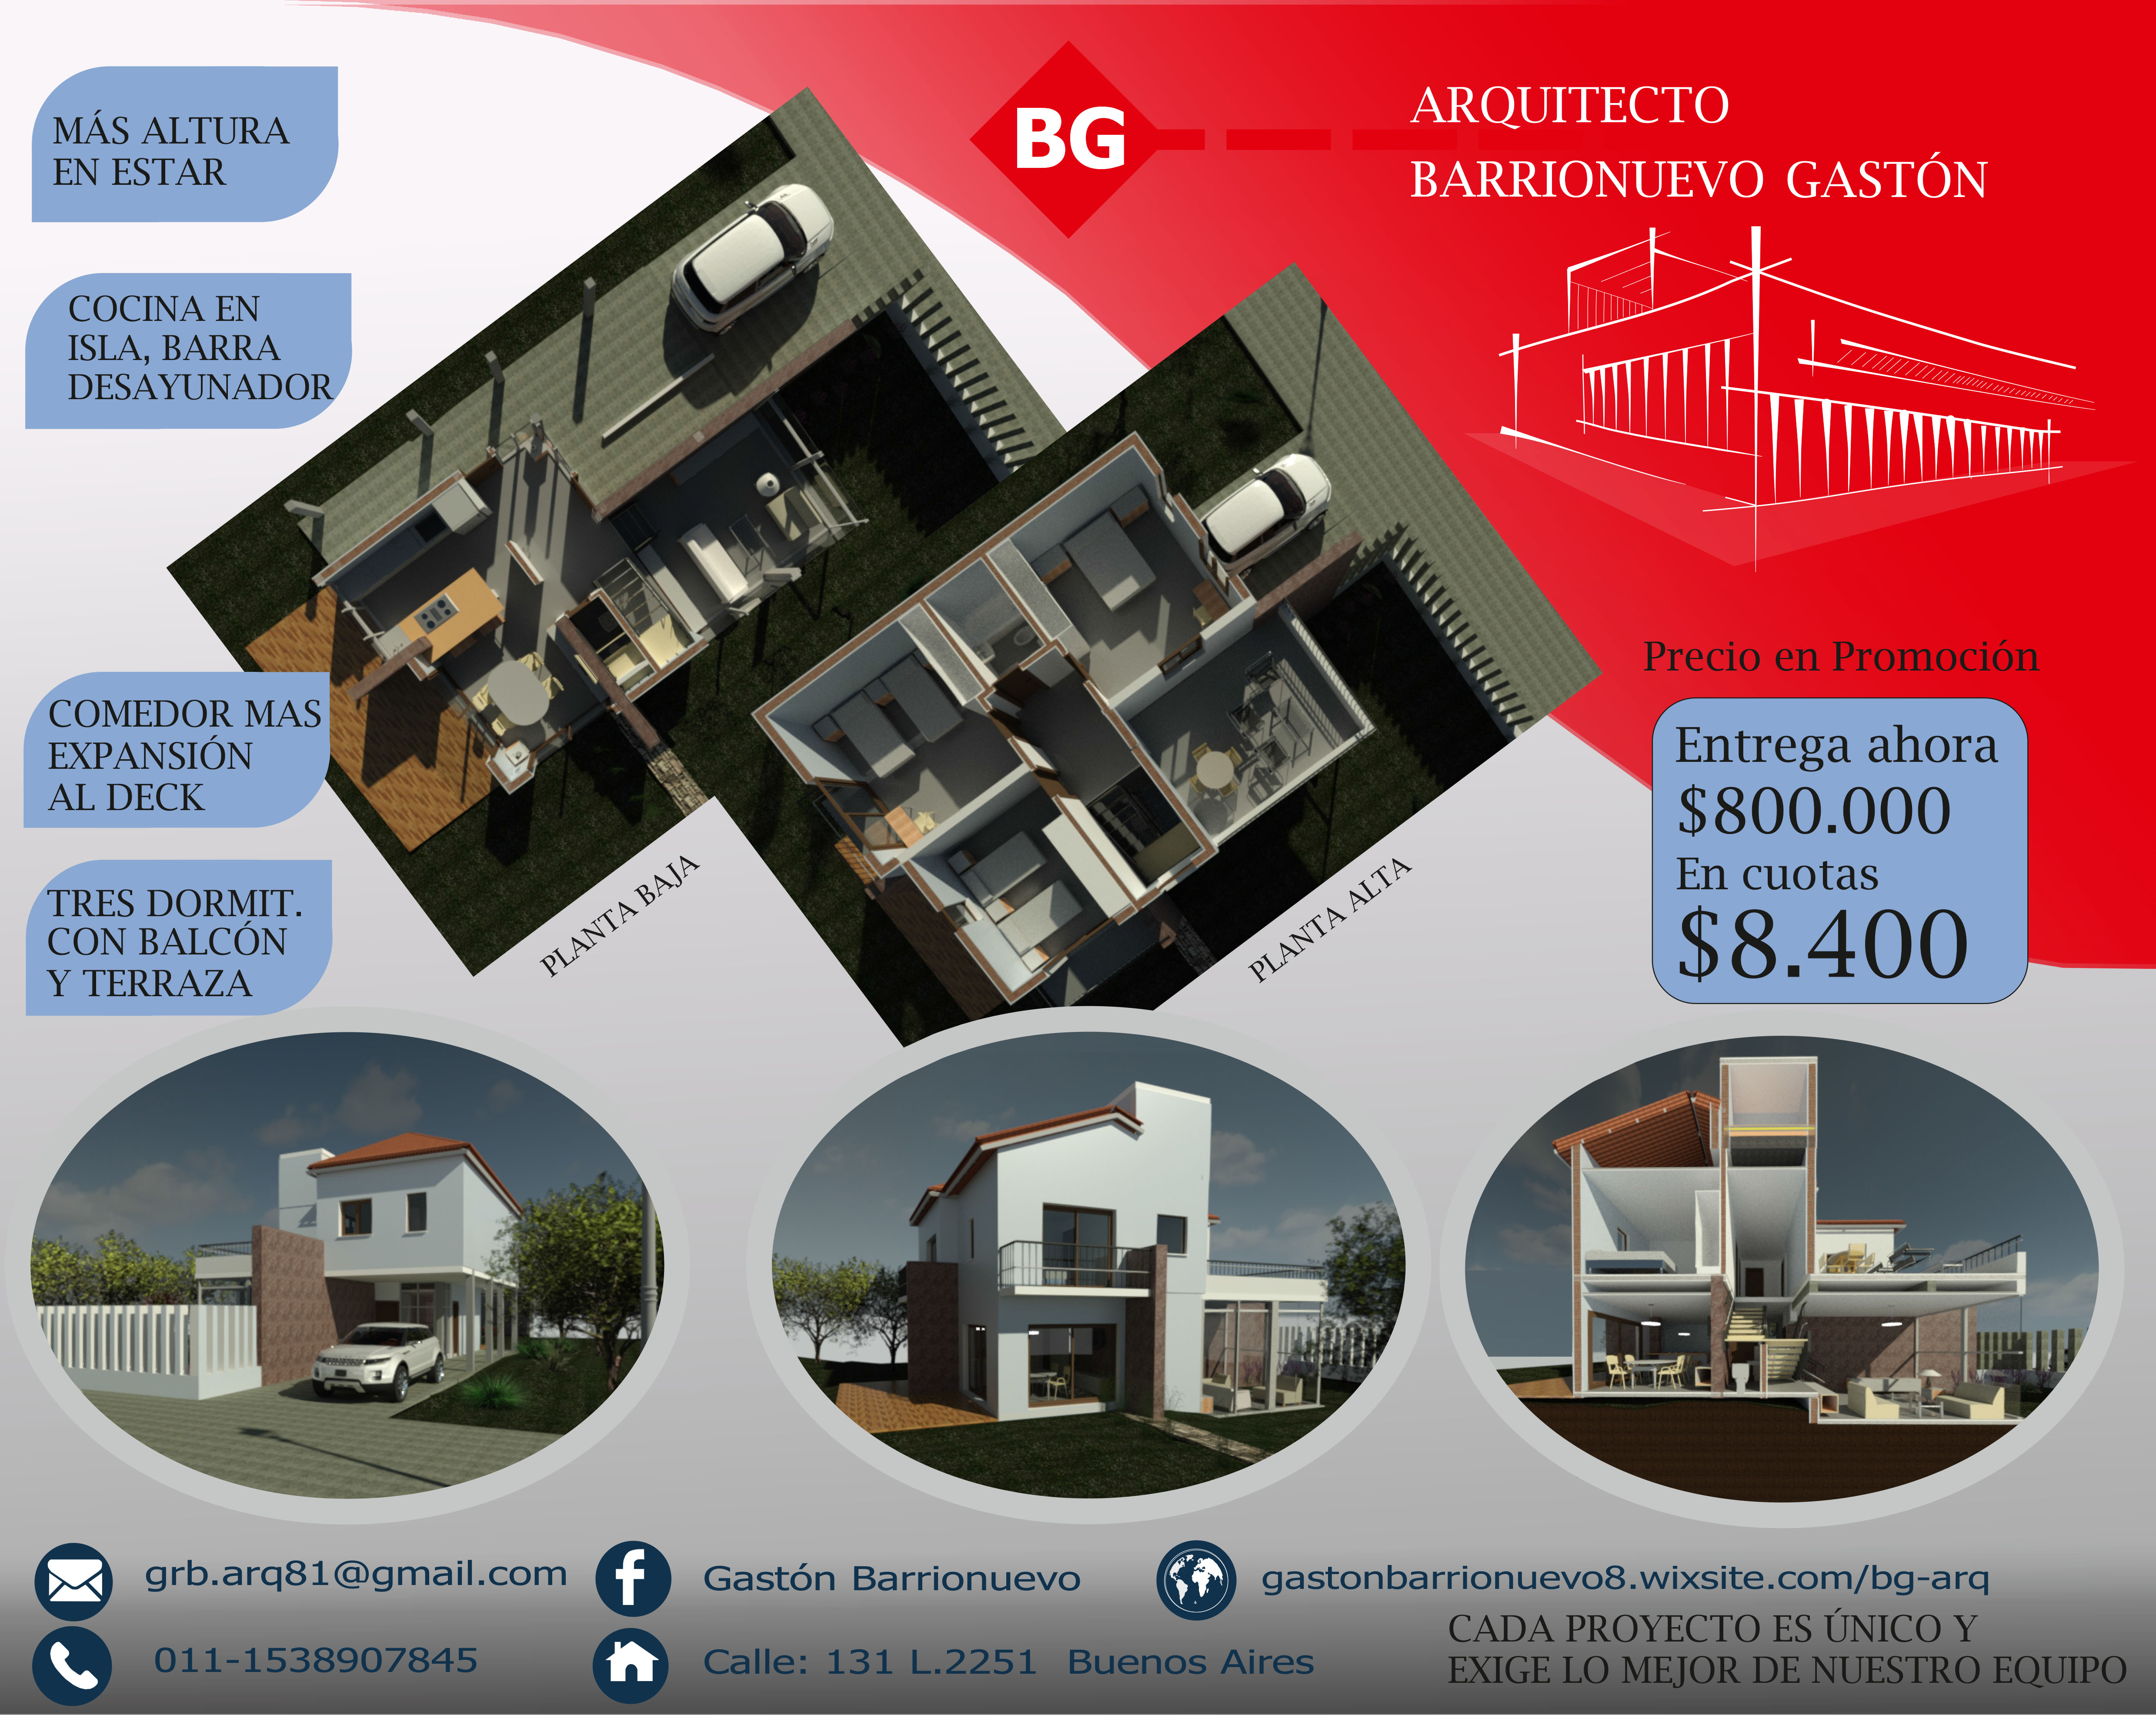 MÁS ALTURA
EN ESTAR
COCINA EN
ISLA, BARRA
DESAYUNADOR
COMEDOR MAS
EXPANSIÓN
AL DECK
TRES DORMIT.
CON BALCÓN
Y TERRAZA
PLANTA BAJA
PLANTA ALTA
BG
ARQUITECTO
BARRIONUEVO GASTÓN
Precio en Promoción
Entrega ahora
$800.000
En cuotas
$8.400
grb.arq81@gmail.com
011-1538907845
Gastón Barrionuevo
Calle: 131 L.2251 Buenos Aires
gastonbarrionuevo8.wixsite.com/bg-arq
CADA PROYECTO ES ÚNICO Y
EXIGE LO MEJOR DE NUESTRO EQUIPO